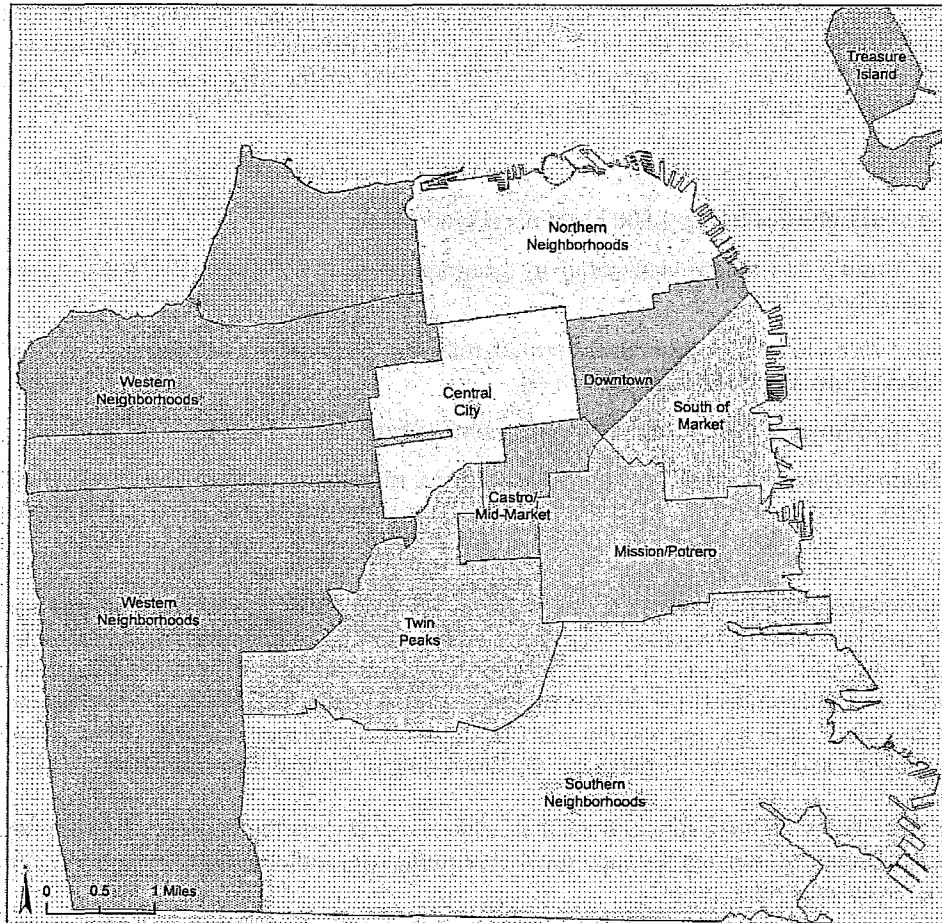 Treasure
Island
Northern
Neighborhoods
Western
Neighborhoods
Central
City
Downtown
South of
Market
Castro/
Mid-Market
Mission/Potrero
Western
Neighborhoods
Twin
Peaks
Southern
Neighborhoods
0 0.5 1 Miles